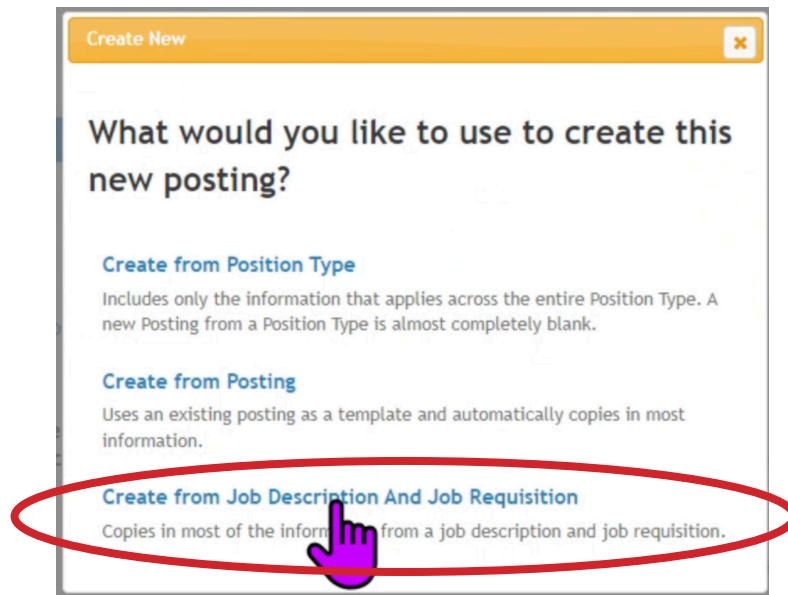 Create New
What would you like to use to create this
new posting?
Create from Position Type
Includes only the information that applies across the entire Position Type. A
new Posting from a Position Type is almost completely blank.
Create from Posting
Uses an existing posting as a template and automatically copies in most
information.
Create from Job Description And Job Requisition
Copies in most of the from a job description and job requisition.